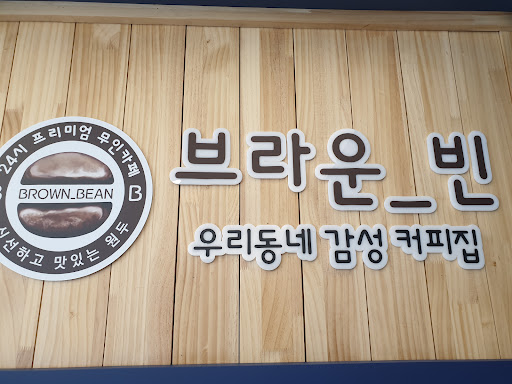 24시 프리미엄 무인카페
BROWN_BEAN
B
신선하고 맛있는 원두
브라운_빈
우리동네 감성 커피집